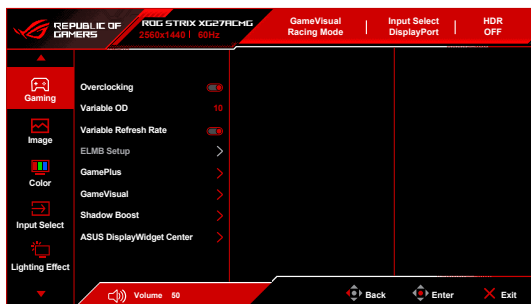 REPUBLIC OF
GAMERS
ROG STRIX XG27ACMG
2560x1440 | 60Hz
GameVisual
Racing Mode
Input Select
DisplayPort
HDR
OFF
Gaming
Image
Color
Input Select
Lighting Effect
Overclocking
Variable OD 10
Variable Refresh Rate
ELMB Setup
GamePlus
GameVisual
Shadow Boost
ASUS DisplayWidget Center
Volume 50
Back
Enter
Exit